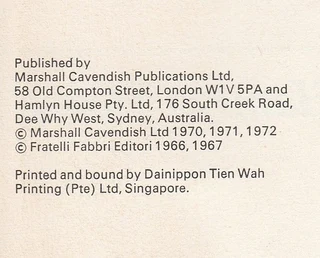 Published by
Marshall Cavendish Publications Ltd,
58 Old Compton Street, London W1V 5PA and
Hamlyn House Pty. Ltd, 176 South Creek Road,
Dee Why West, Sydney, Australia.
© Marshall Cavendish Ltd 1970, 1971, 1972
© Fratelli Fabbri Editori 1966, 1967
Printed and bound by Dainippon Tien Wah
Printing (Pte) Ltd, Singapore.